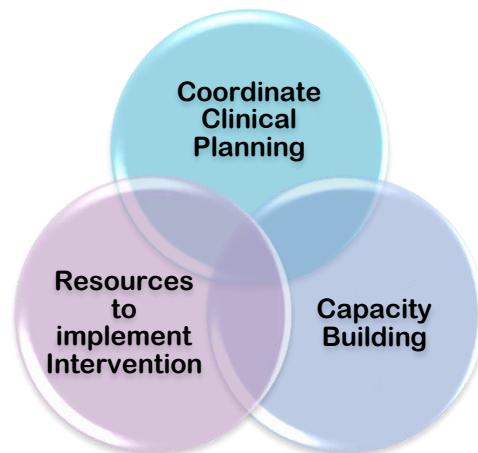 Coordinate
Clinical
Planning
Resources
to
implement
Intervention
Capacity
Building